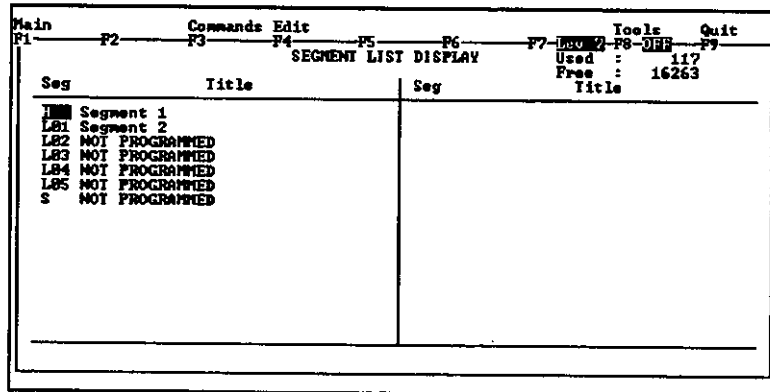 Main Commands Edit Tools Quit
F1 F2 F3 F4 F5 F6 F7 Lev ? F8 OFF F9
SEGMENT LIST DISPLAY
Used : 117
Free : 16263
Seg Title Seg Title
Segment 1
L01 Segment 2
L02 NOT PROGRAMMED
L03 NOT PROGRAMMED
L04 NOT PROGRAMMED
L05 NOT PROGRAMMED
S NOT PROGRAMMED